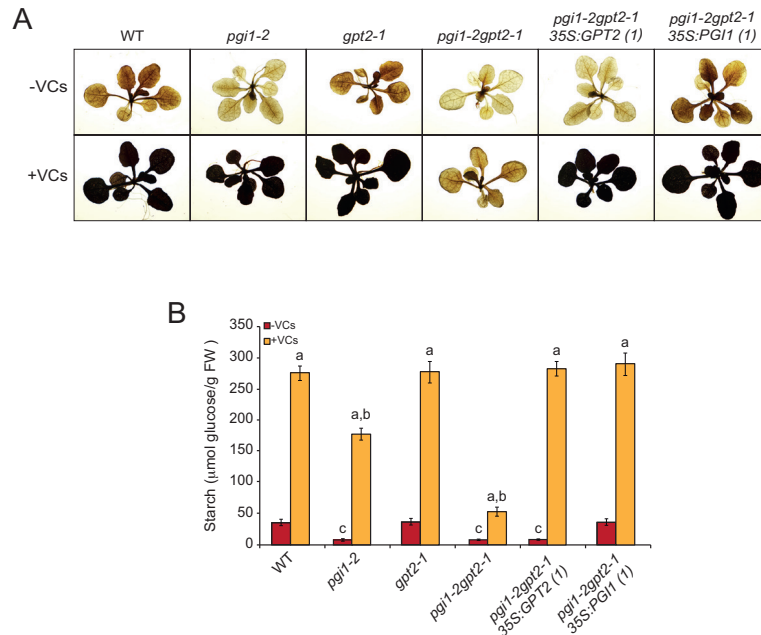 A
WT
pgi1-2
gpt2-1
pgi1-2gpt2-1
pgi1-2gpt2-1
35S:GPT2 (1)
pgi1-2gpt2-1
35S:PGI1 (1)
-VCs
+VCs
B
350
300
250
200
150
100
50
0
Starch (µmol glucose/g FW )
-VCs
+VCs
a
a,b
a
a,b
a
a
c
c
c
WT
pgi1-2
gpt2-1
pgi1-2gpt2-1
pgi1-2gpt2-1
35S:GPT2 (1)
pgi1-2gpt2-1
35S:PGI1 (1)